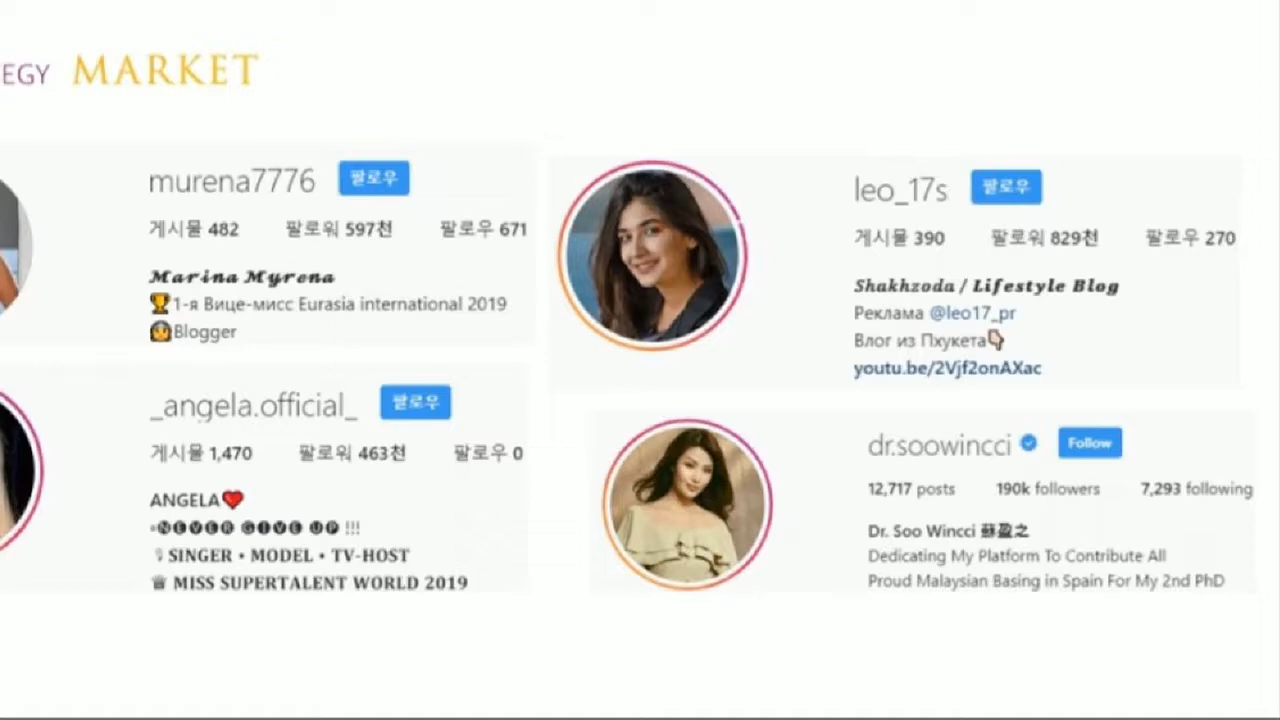 EGY MARKET
murena7776 팔로우
게시물 482 팔로워 597천 팔로우 671
Marina Myrena
🏆1-я Вице-мисс Eurasia international 2019
👰Blogger
leo_17s 팔로우
게시물 390 팔로워 829천 팔로우 270
Shakhzoda / Lifestyle Blog
Реклама @leo17_pr
Влог из Пхукета👇🏻
youtu.be/2Vjf2onAXac
_angela.official_ 팔로우
게시물 1,470 팔로워 463천 팔로우 0
ANGELA❤️
▫️🅝🅔🅥🅔🅡 🅖🅘🅥🅔 🅤🅟 !!!
🎙SINGER • MODEL • TV-HOST
♕ MISS SUPERTALENT WORLD 2019
dr.soowincci Follow
12,717 posts 190k followers 7,293 following
Dr. Soo Wincci 蘇盈之
Dedicating My Platform To Contribute All
Proud Malaysian Basing in Spain For My 2nd PhD